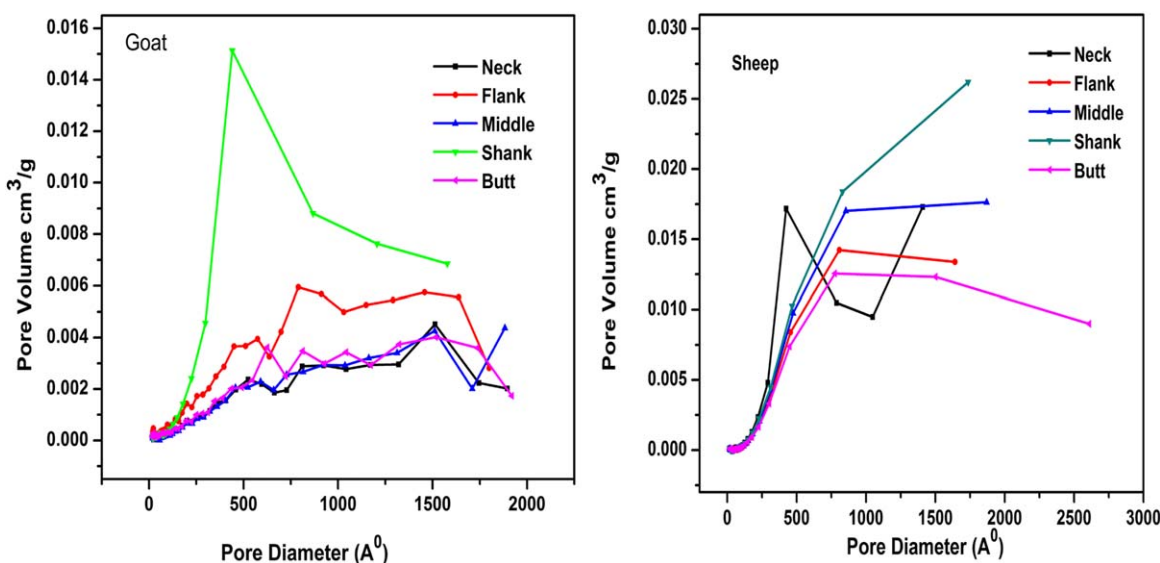 Goat
Neck
Flank
Middle
Shank
Butt
0.016
0.014
0.012
0.010
0.008
0.006
0.004
0.002
0.000
Pore Volume cm³/g
0 500 1000 1500 2000
Pore Diameter (A⁰)
Sheep
Neck
Flank
Middle
Shank
Butt
0.030
0.025
0.020
0.015
0.010
0.005
0.000
Pore Volume cm³/g
0 500 1000 1500 2000 2500 3000
Pore Diameter (A⁰)